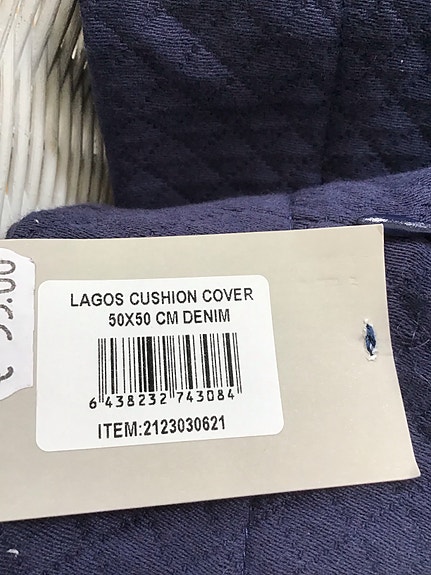 LAGOS CUSHION COVER
50X50 CM DENIM
6 438232 743084
ITEM:2123030621